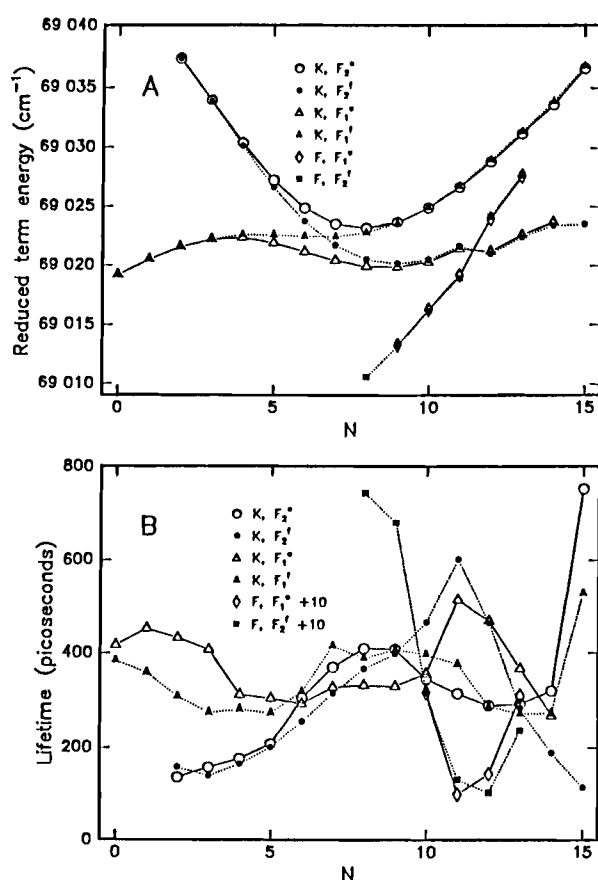 A
Reduced term energy (cm⁻¹)
69 040
69 035
69 030
69 025
69 020
69 015
69 010
K, F₂ᵉ
K, F₂ᶠ
K, F₁ᵉ
K, F₁ᶠ
F, F₁ᵉ
F, F₂ᶠ
0
5
10
15
N
B
Lifetime (picoseconds)
800
600
400
200
0
K, F₂ᵉ
K, F₂ᶠ
K, F₁ᵉ
K, F₁ᶠ
F, F₁ᵉ +10
F, F₂ᶠ +10
0
5
10
15
N